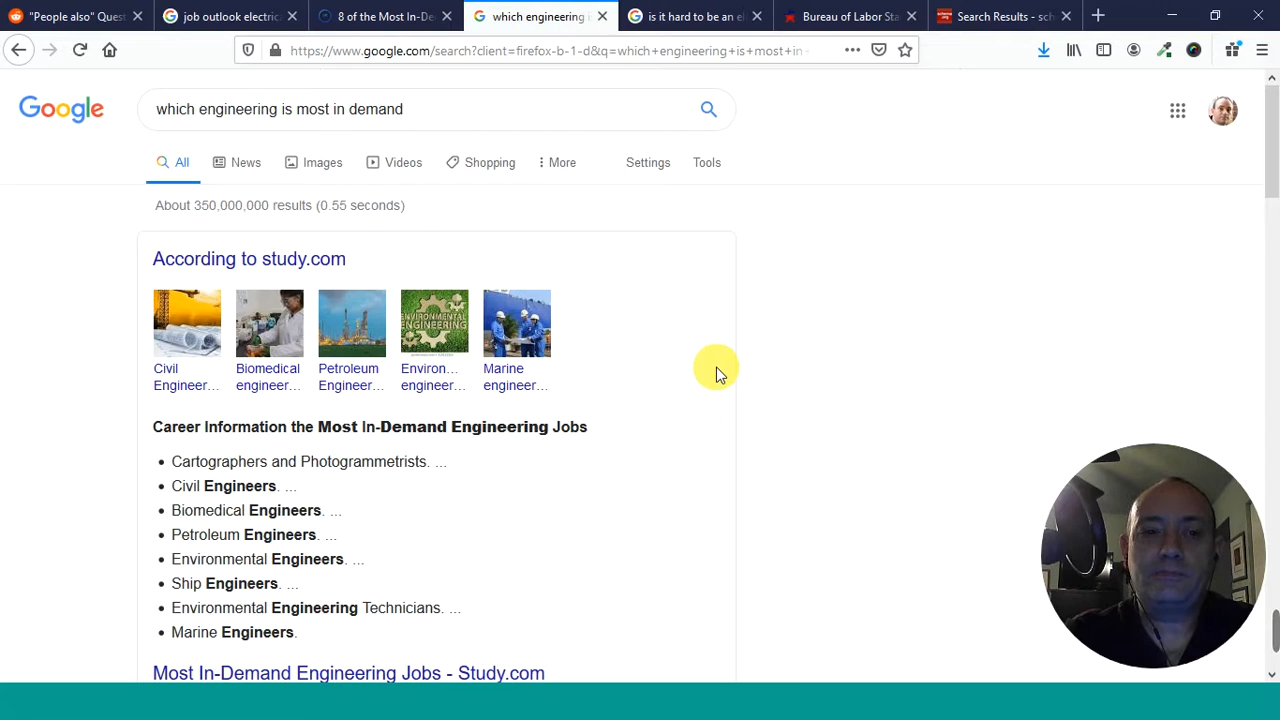 "People also" Quest
job outlook electrica
8 of the Most In-De
which engineering i
is it hard to be an el
Bureau of Labor Sta
Search Results - sch
https://www.google.com/search?client=firefox-b-1-d&q=which+engineering+is+most+in
Google
which engineering is most in demand
All
News
Images
Videos
Shopping
More
Settings
Tools
About 350,000,000 results (0.55 seconds)
According to study.com
Civil
Engineer...
Biomedical
engineer...
Petroleum
Engineer...
ENVIRONMENTAL
ENGINEERING
Environ...
engineer...
Marine
engineer...
Career Information the Most In-Demand Engineering Jobs
Cartographers and Photogrammetrists. ...
Civil Engineers. ...
Biomedical Engineers. ...
Petroleum Engineers. ...
Environmental Engineers. ...
Ship Engineers. ...
Environmental Engineering Technicians. ...
Marine Engineers.
Most In-Demand Engineering Jobs - Study.com